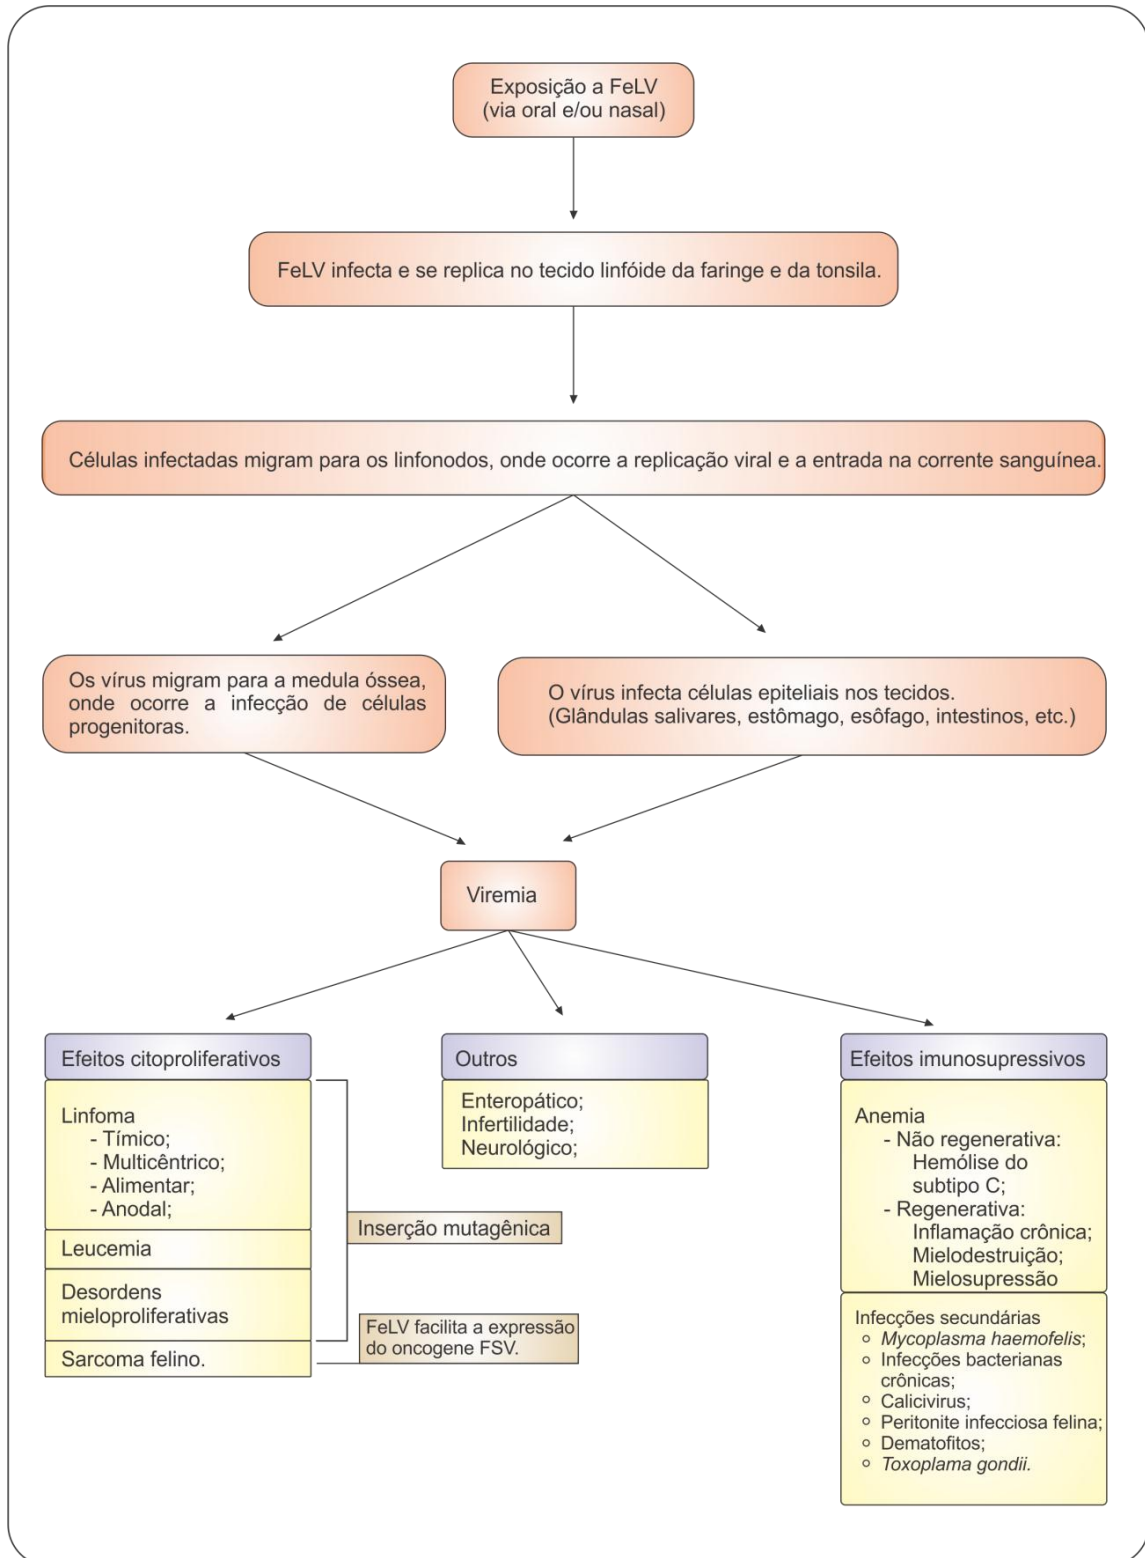 Exposição a FeLV
(via oral e/ou nasal)
FeLV infecta e se replica no tecido linfóide da faringe e da tonsila.
Células infectadas migram para os linfonodos, onde ocorre a replicação viral e a entrada na corrente sanguínea.
Os vírus migram para a medula óssea,
onde ocorre a infecção de células
progenitoras.
O vírus infecta células epiteliais nos tecidos.
(Glândulas salivares, estômago, esôfago, intestinos, etc.)
Viremia
Efeitos citoproliferativos
Linfoma
- Tímico;
- Multicêntrico;
- Alimentar;
- Anodal;
Leucemia
Desordens
mieloproliferativas
Sarcoma felino.
Inserção mutagênica
FeLV facilita a expressão
do oncogene FSV.
Outros
Enteropático;
Infertilidade;
Neurológico;
Efeitos imunosupressivos
Anemia
- Não regenerativa:
Hemólise do
subtipo C;
- Regenerativa:
Inflamação crônica;
Mielodestruição;
Mielosupressão
Infecções secundárias
Mycoplasma haemofelis;
Infecções bacterianas
crônicas;
Calicivirus;
Peritonite infecciosa felina;
Dematofitos;
Toxoplama gondii.